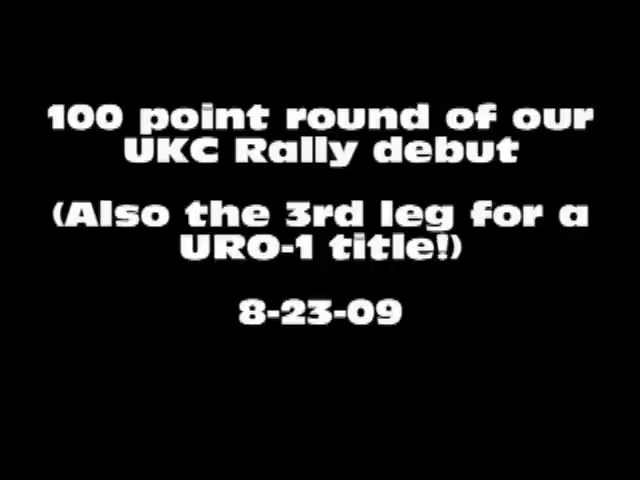 100 point round of our
UKC Rally debut
(Also the 3rd leg for a
URO-1 title!)
8-23-09